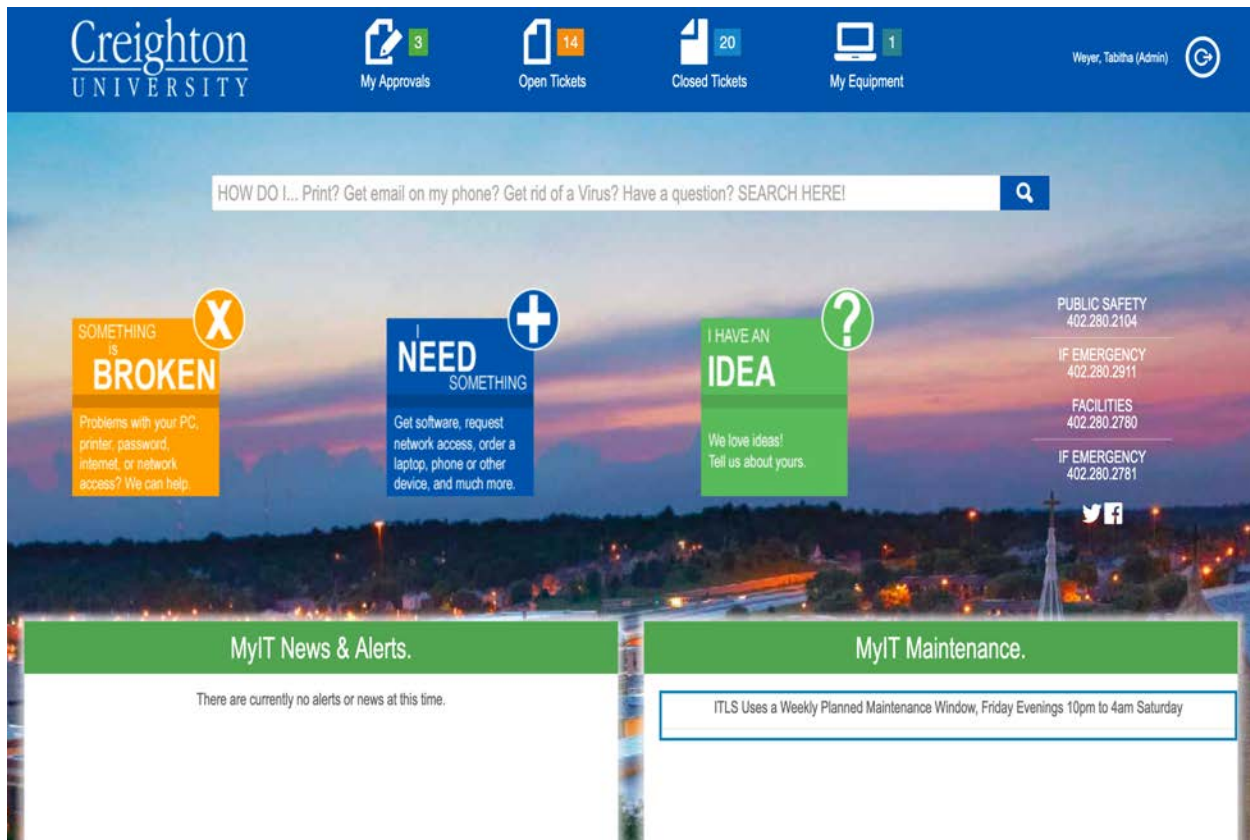 Creighton
UNIVERSITY
3
My Approvals
14
Open Tickets
20
Closed Tickets
1
My Equipment
Weyer, Tabitha (Admin)
HOW DO I... Print? Get email on my phone? Get rid of a Virus? Have a question? SEARCH HERE!
X
SOMETHING
is
BROKEN
Problems with your PC,
printer, password,
internet, or network
access? We can help.
I
NEED
SOMETHING
Get software, request
network access, order a
laptop, phone or other
device, and much more.
?
I HAVE AN
IDEA
We love ideas!
Tell us about yours.
PUBLIC SAFETY
402.280.2104
IF EMERGENCY
402.280.2911
FACILITIES
402.280.2780
IF EMERGENCY
402.280.2781
MyIT News & Alerts.
There are currently no alerts or news at this time.
MyIT Maintenance.
ITLS Uses a Weekly Planned Maintenance Window, Friday Evenings 10pm to 4am Saturday